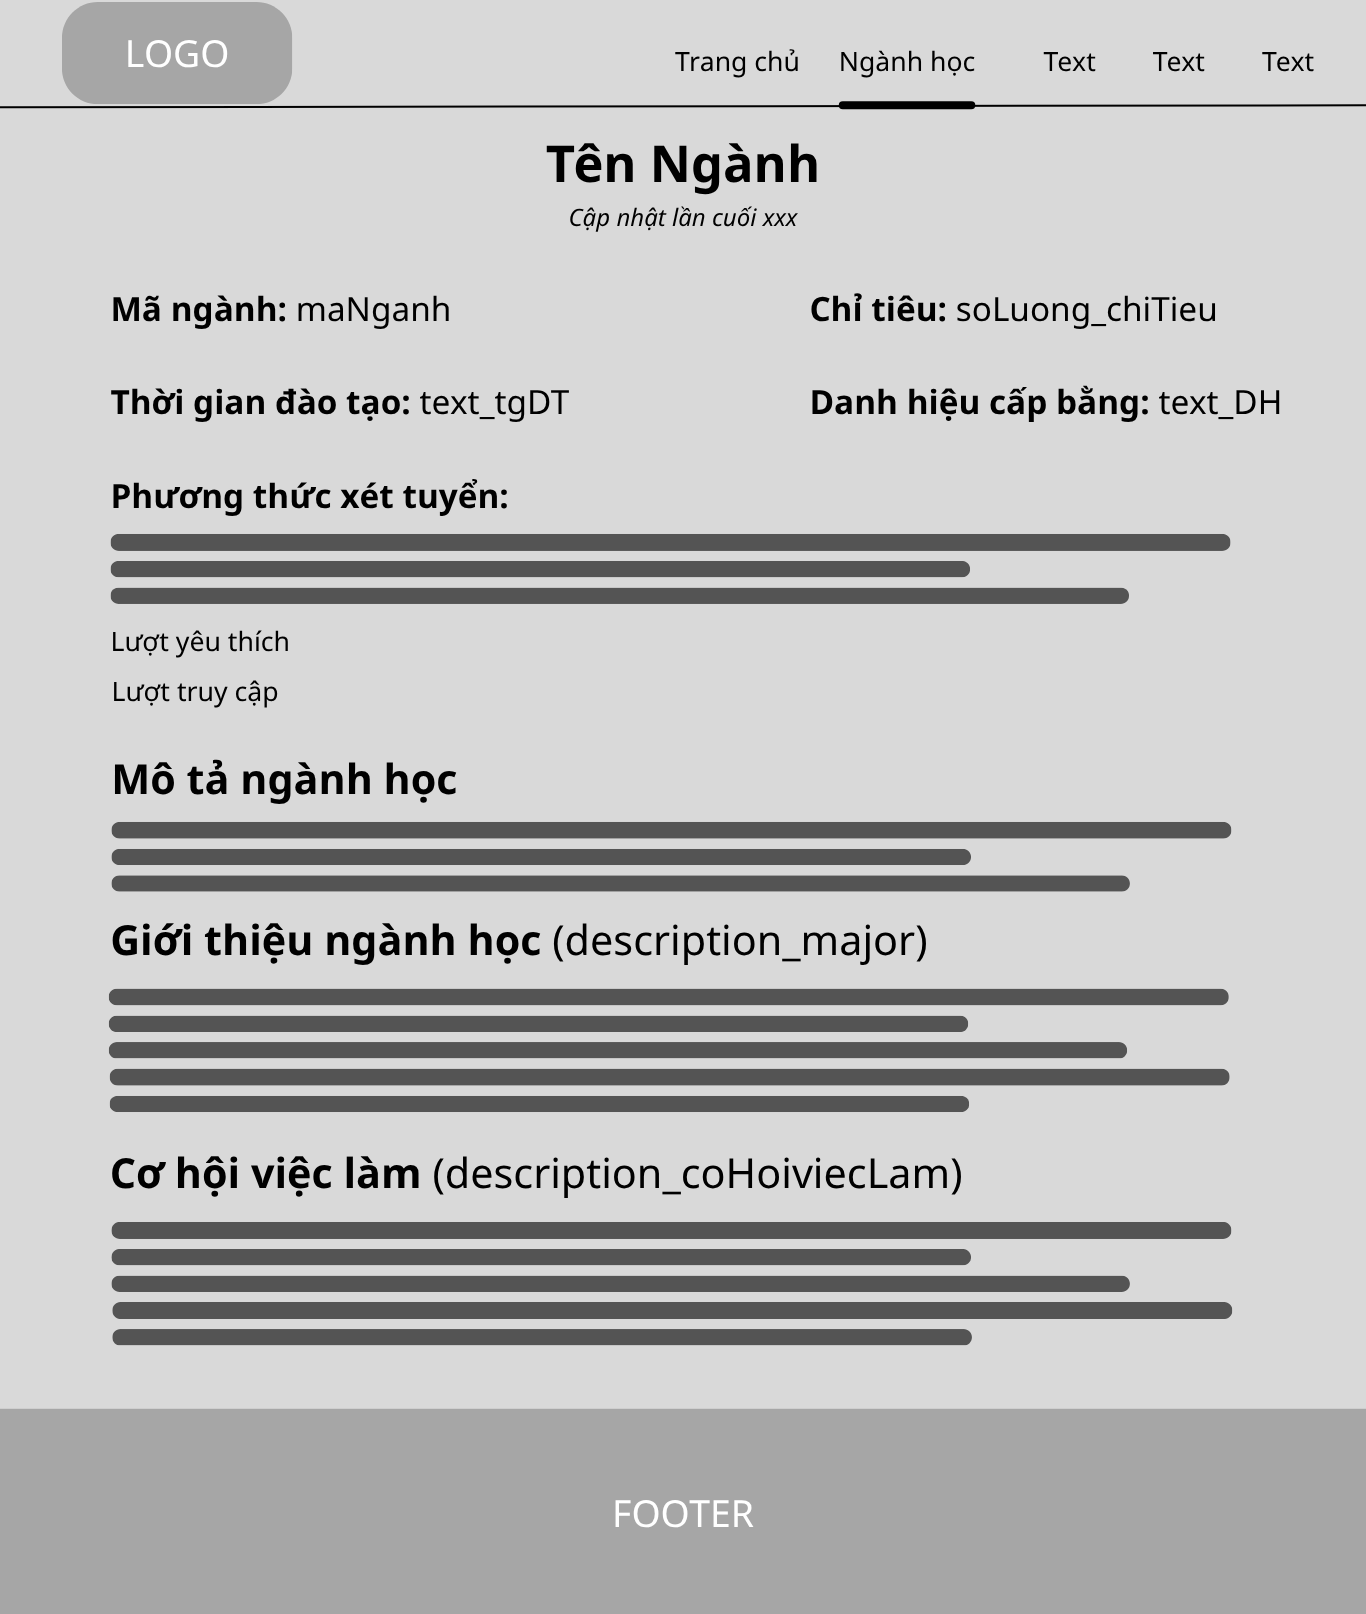 LOGO
Trang chủ Ngành học Text Text Text
Tên Ngành
Cập nhật lần cuối xxx
Mã ngành: maNganh
Chỉ tiêu: soLuong_chiTieu
Thời gian đào tạo: text_tgDT
Danh hiệu cấp bằng: text_DH
Phương thức xét tuyển:
Lượt yêu thích
Lượt truy cập
Mô tả ngành học
Giới thiệu ngành học (description_major)
Cơ hội việc làm (description_coHoiviecLam)
FOOTER